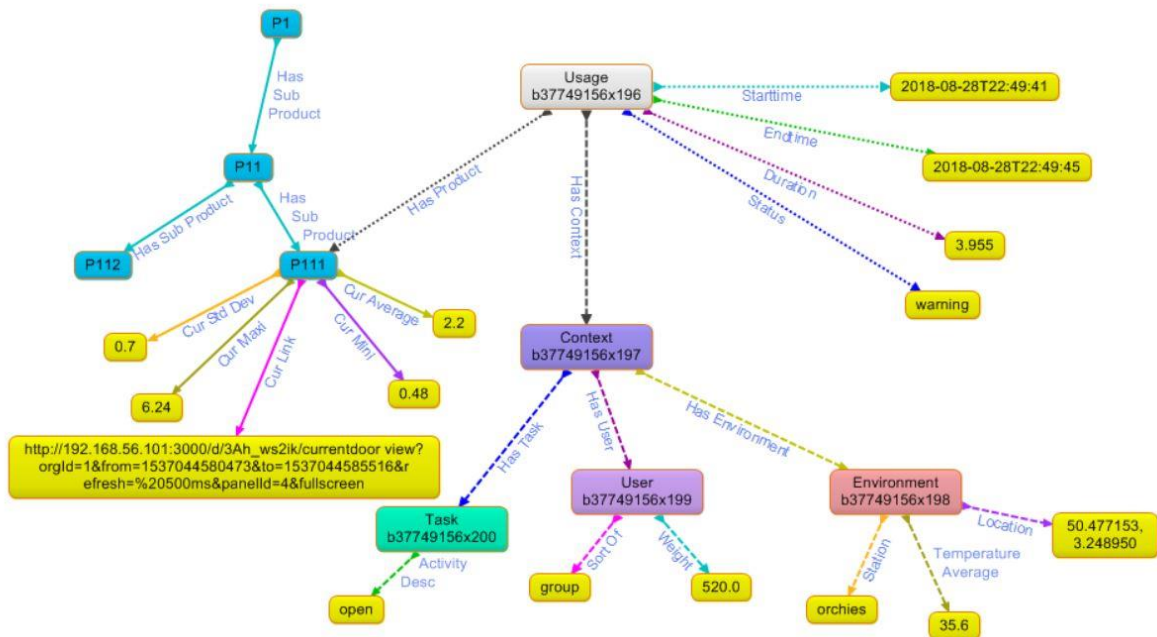 P1
Has
Sub
Product
Usage
b37749156x196
Starttime
2018-08-28T22:49:41
Endtime
2018-08-28T22:49:45
Duration
Status
3.955
warning
P11
Has Sub Product
Has
Sub
Product
Has Product
Has Context
P112
P111
Cur Std Dev
Cur Maxi
Cur Link
Cur Mini
Cur Average
0.7
2.2
6.24
0.48
http://192.168.56.101:3000/d/3Ah_ws2ik/currentdoor view?
orgId=1&from=1537044580473&to=1537044585516&r
efresh=%20500ms&panelId=4&fullscreen
Context
b37749156x197
Has Task
Has User
Has Environment
Task
b37749156x200
User
b37749156x199
Environment
b37749156x198
Activity
Desc
open
Sort Of
Weight
group
520.0
Station
Temperature
Average
Location
50.477153,
3.248950
orchies
35.6